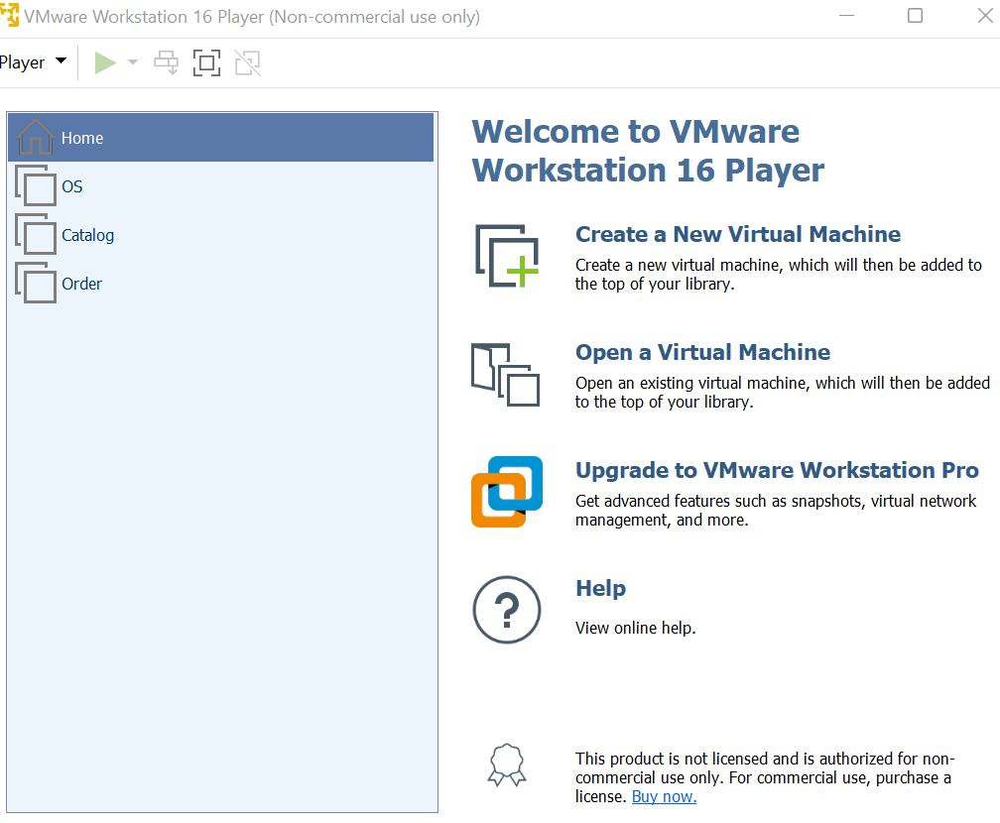 VMware Workstation 16 Player (Non-commercial use only)
Player
Home
OS
Catalog
Order
Welcome to VMware
Workstation 16 Player
Create a New Virtual Machine
Create a new virtual machine, which will then be added to
the top of your library.
Open a Virtual Machine
Open an existing virtual machine, which will then be added
to the top of your library.
Upgrade to VMware Workstation Pro
Get advanced features such as snapshots, virtual network
management, and more.
Help
View online help.
This product is not licensed and is authorized for non-
commercial use only. For commercial use, purchase a
license. Buy now.